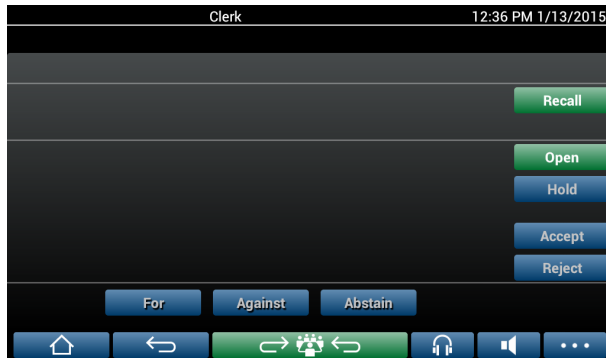 Clerk 12:36 PM 1/13/2015
Recall
Open
Hold
Accept
Reject
For Against Abstain